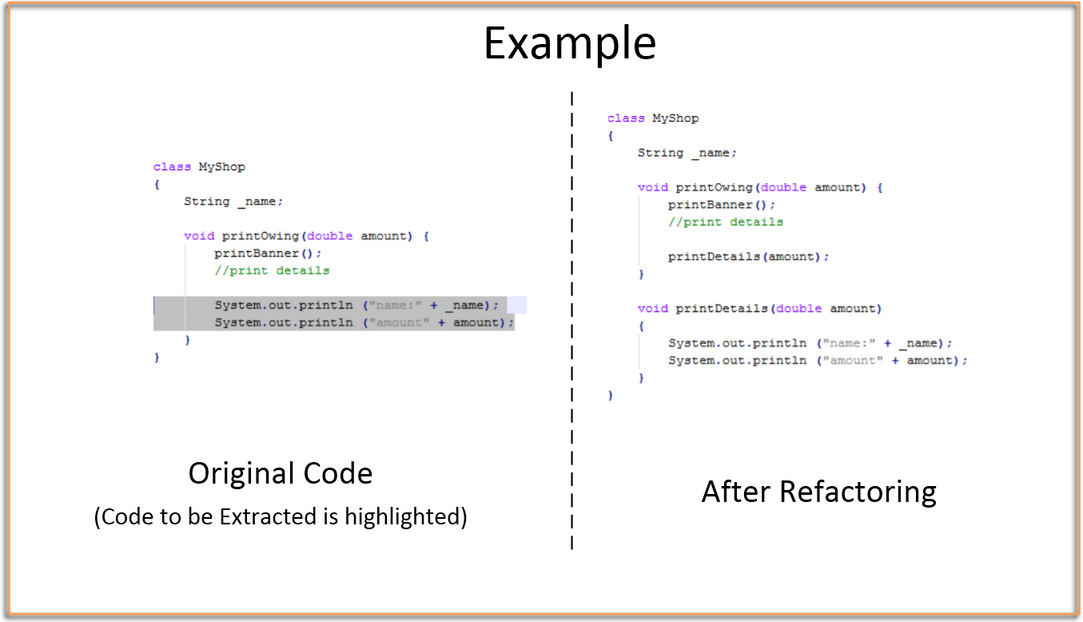 Example
class MyShop
{
String _name;
void printOwing(double amount) {
printBanner();
//print details
System.out.println ("name:" + _name);
System.out.println ("amount" + amount);
}
}
Original Code
(Code to be Extracted is highlighted)
class MyShop
{
String _name;
void printOwing(double amount) {
printBanner();
//print details
printDetails(amount);
}
void printDetails(double amount)
{
System.out.println ("name:" + _name);
System.out.println ("amount" + amount);
}
}
After Refactoring